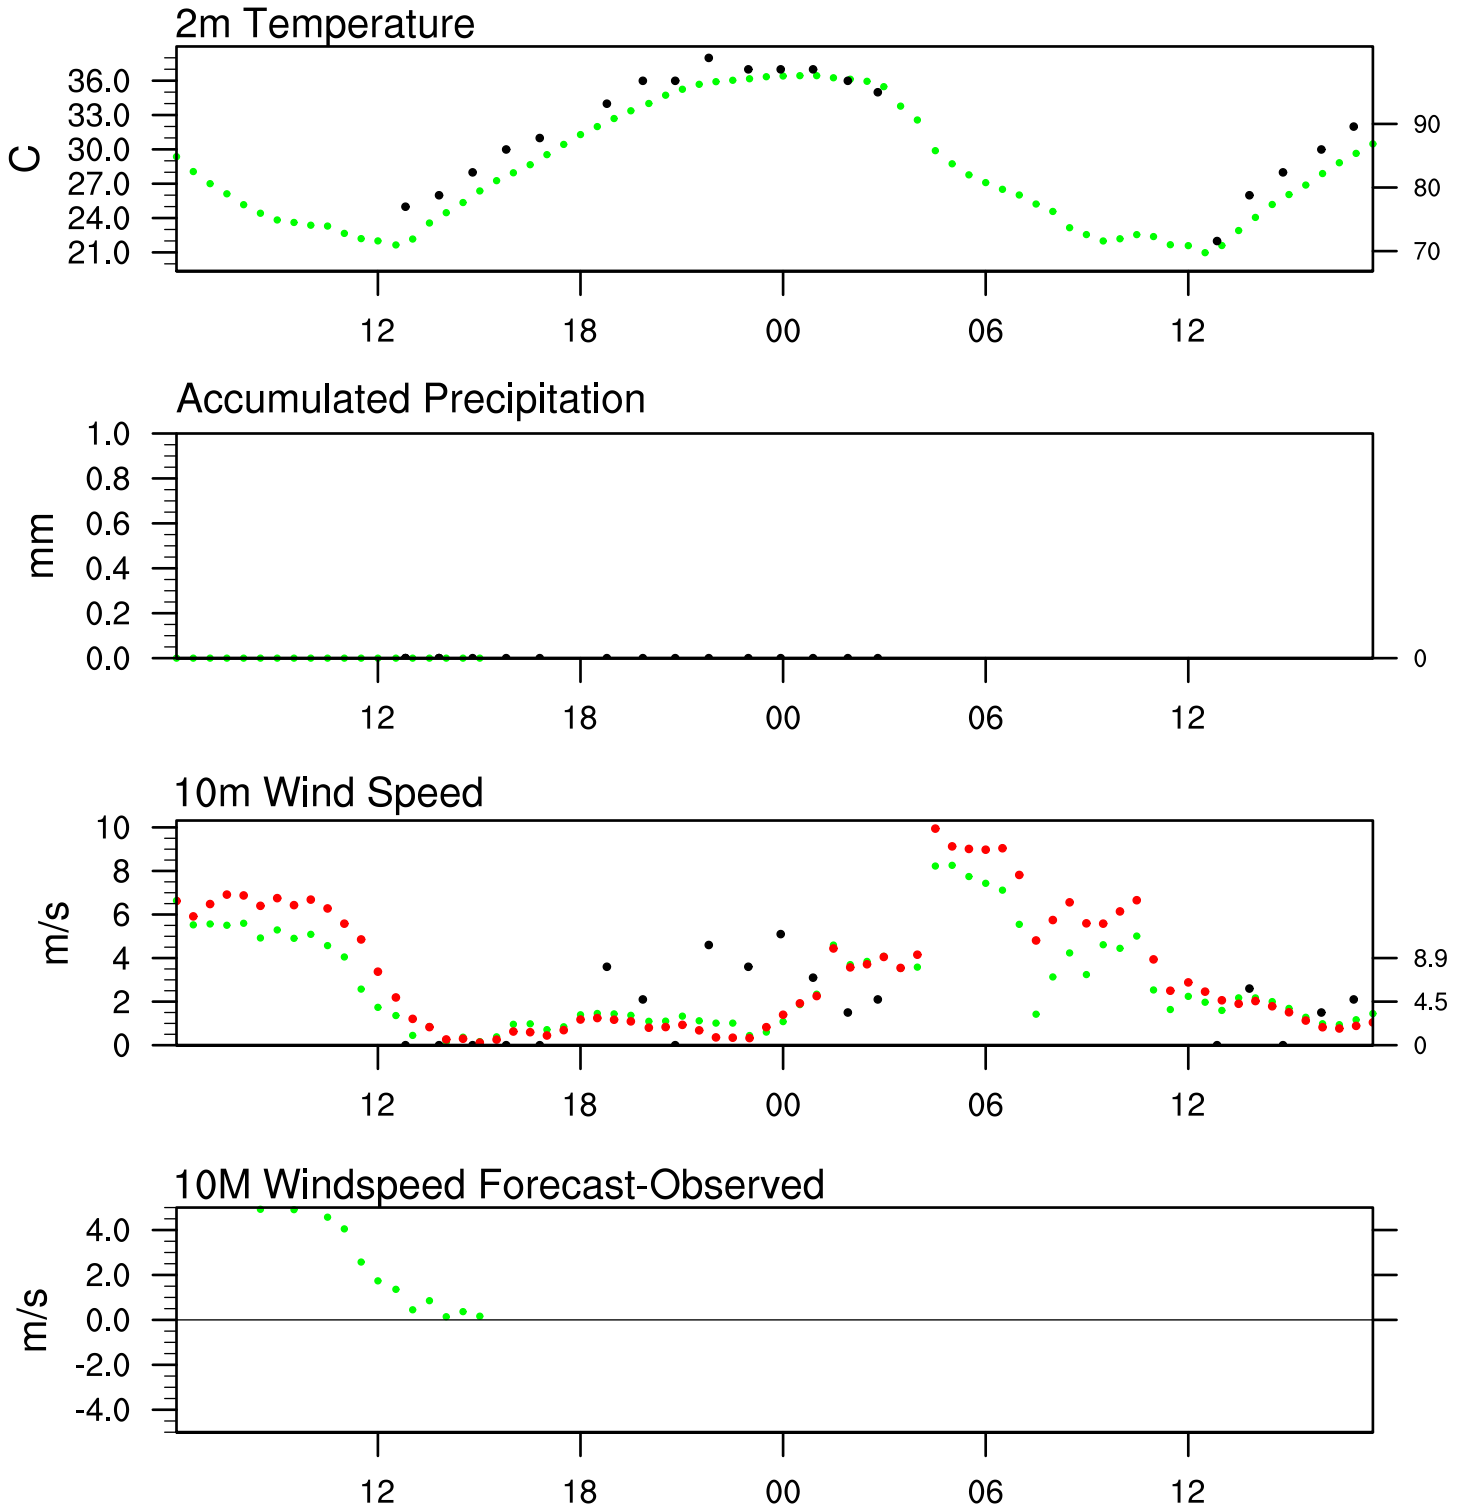 2m Temperature
36.0
33.0
30.0
27.0
24.0
21.0
C
90
80
70
12 18 00 06 12
Accumulated Precipitation
1.0
0.8
0.6
0.4
0.2
0.0
mm
0
12 18 00 06 12
10m Wind Speed
10
8
6
4
2
0
m/s
8.9
4.5
0
12 18 00 06 12
10M Windspeed Forecast-Observed
4.0
2.0
0.0
-2.0
-4.0
m/s
12 18 00 06 12